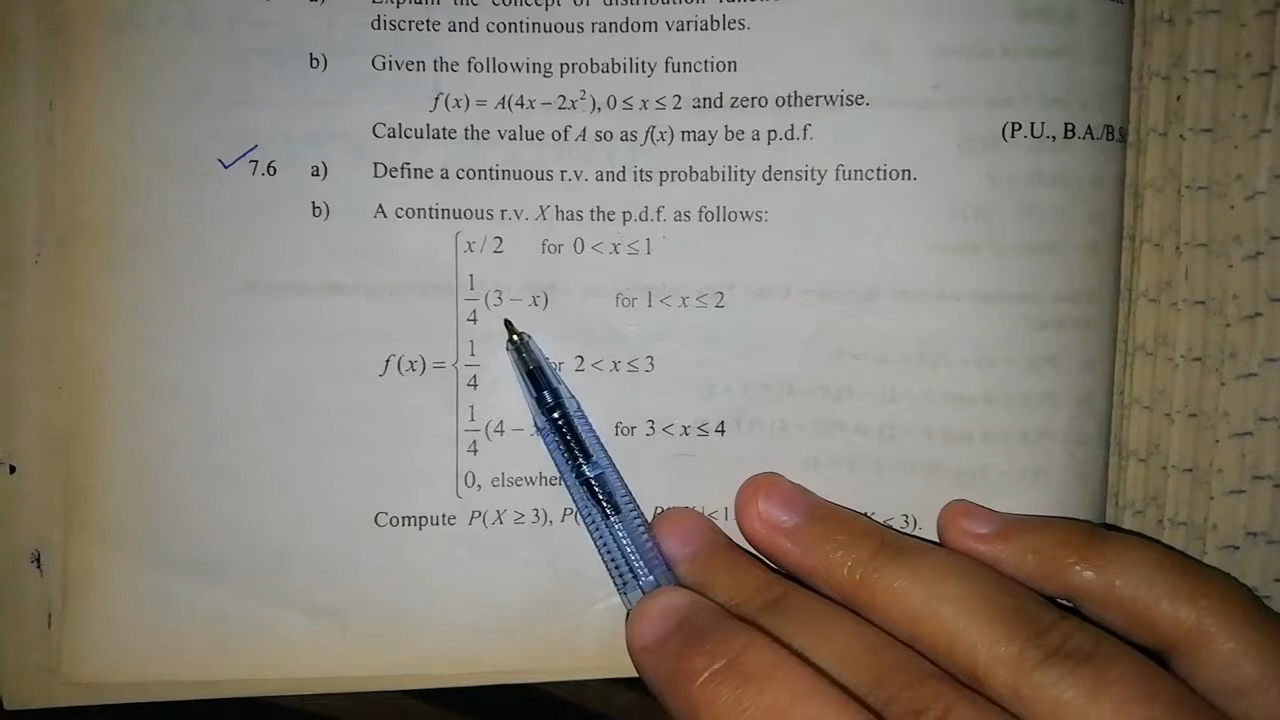 discrete and continuous random variables.
b) Given the following probability function
f(x) = A(4x – 2x²), 0 ≤ x ≤ 2 and zero otherwise.
Calculate the value of A so as f(x) may be a p.d.f. (P.U., B.A./B.S
7.6 a) Define a continuous r.v. and its probability density function.
b) A continuous r.v. X has the p.d.f. as follows:
x / 2 for 0 < x ≤ 1
1/4 (3 – x) for 1 < x ≤ 2
f(x) = 1/4 2 < x ≤ 3
1/4 (4 – for 3 < x ≤ 4
0,
Compute P(X ≥ 3), P( < 3).